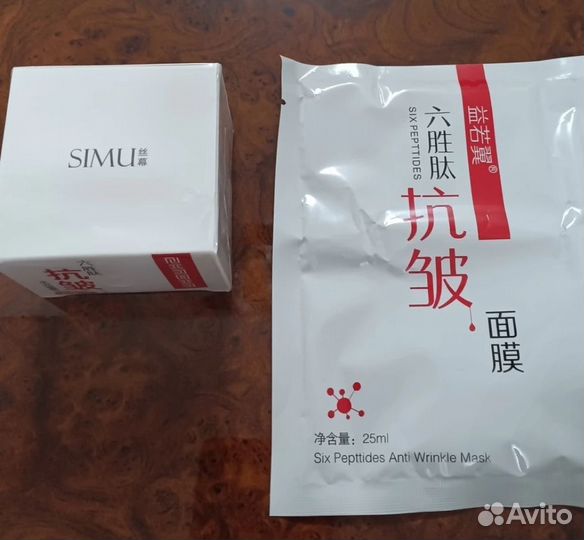 SIMU丝幕
六胜肽
抗皱
益若翼®
六胜肽
SIX PEPTTIDES
抗皱
面膜
净含量：25ml
Six Pepttides Anti Wrinkle Mask
Avito